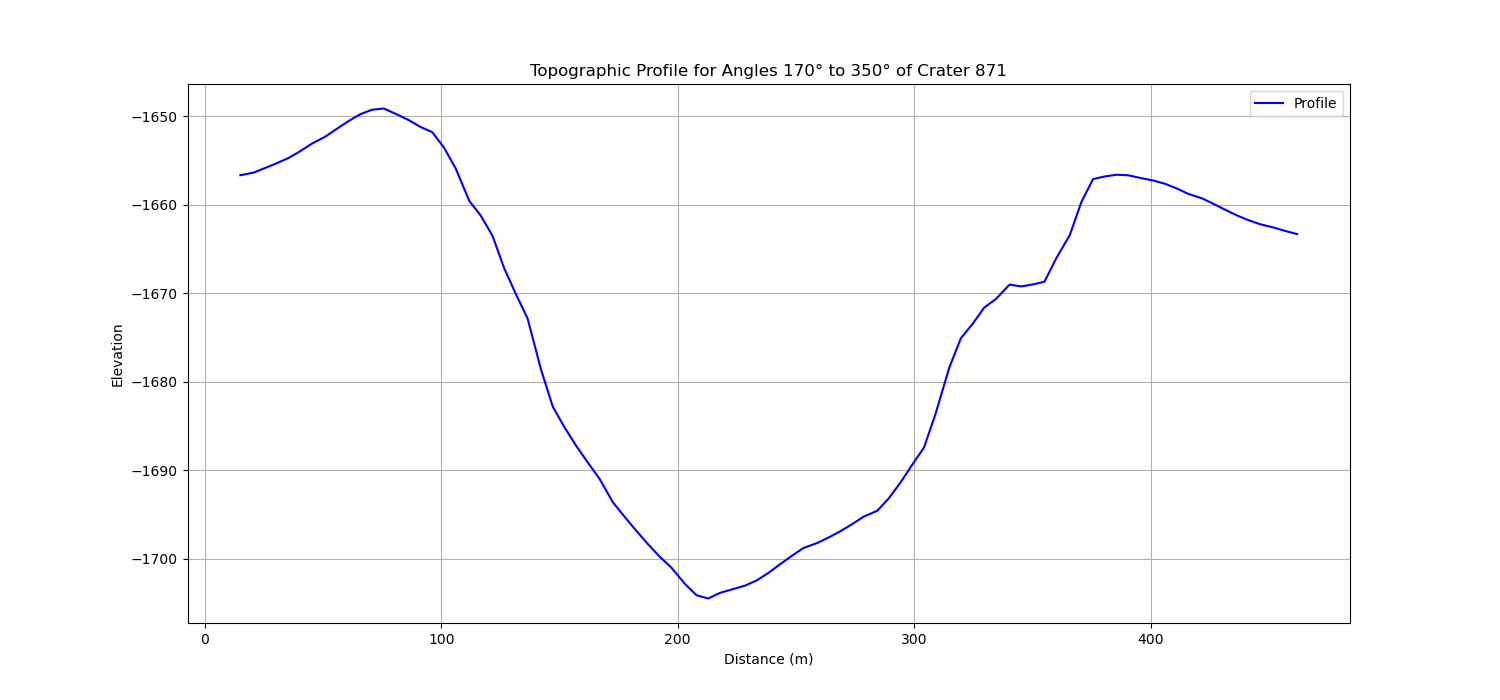 Topographic Profile for Angles 170° to 350° of Crater 871
Profile
Elevation
−1650
−1660
−1670
−1680
−1690
−1700
0 100 200 300 400
Distance (m)